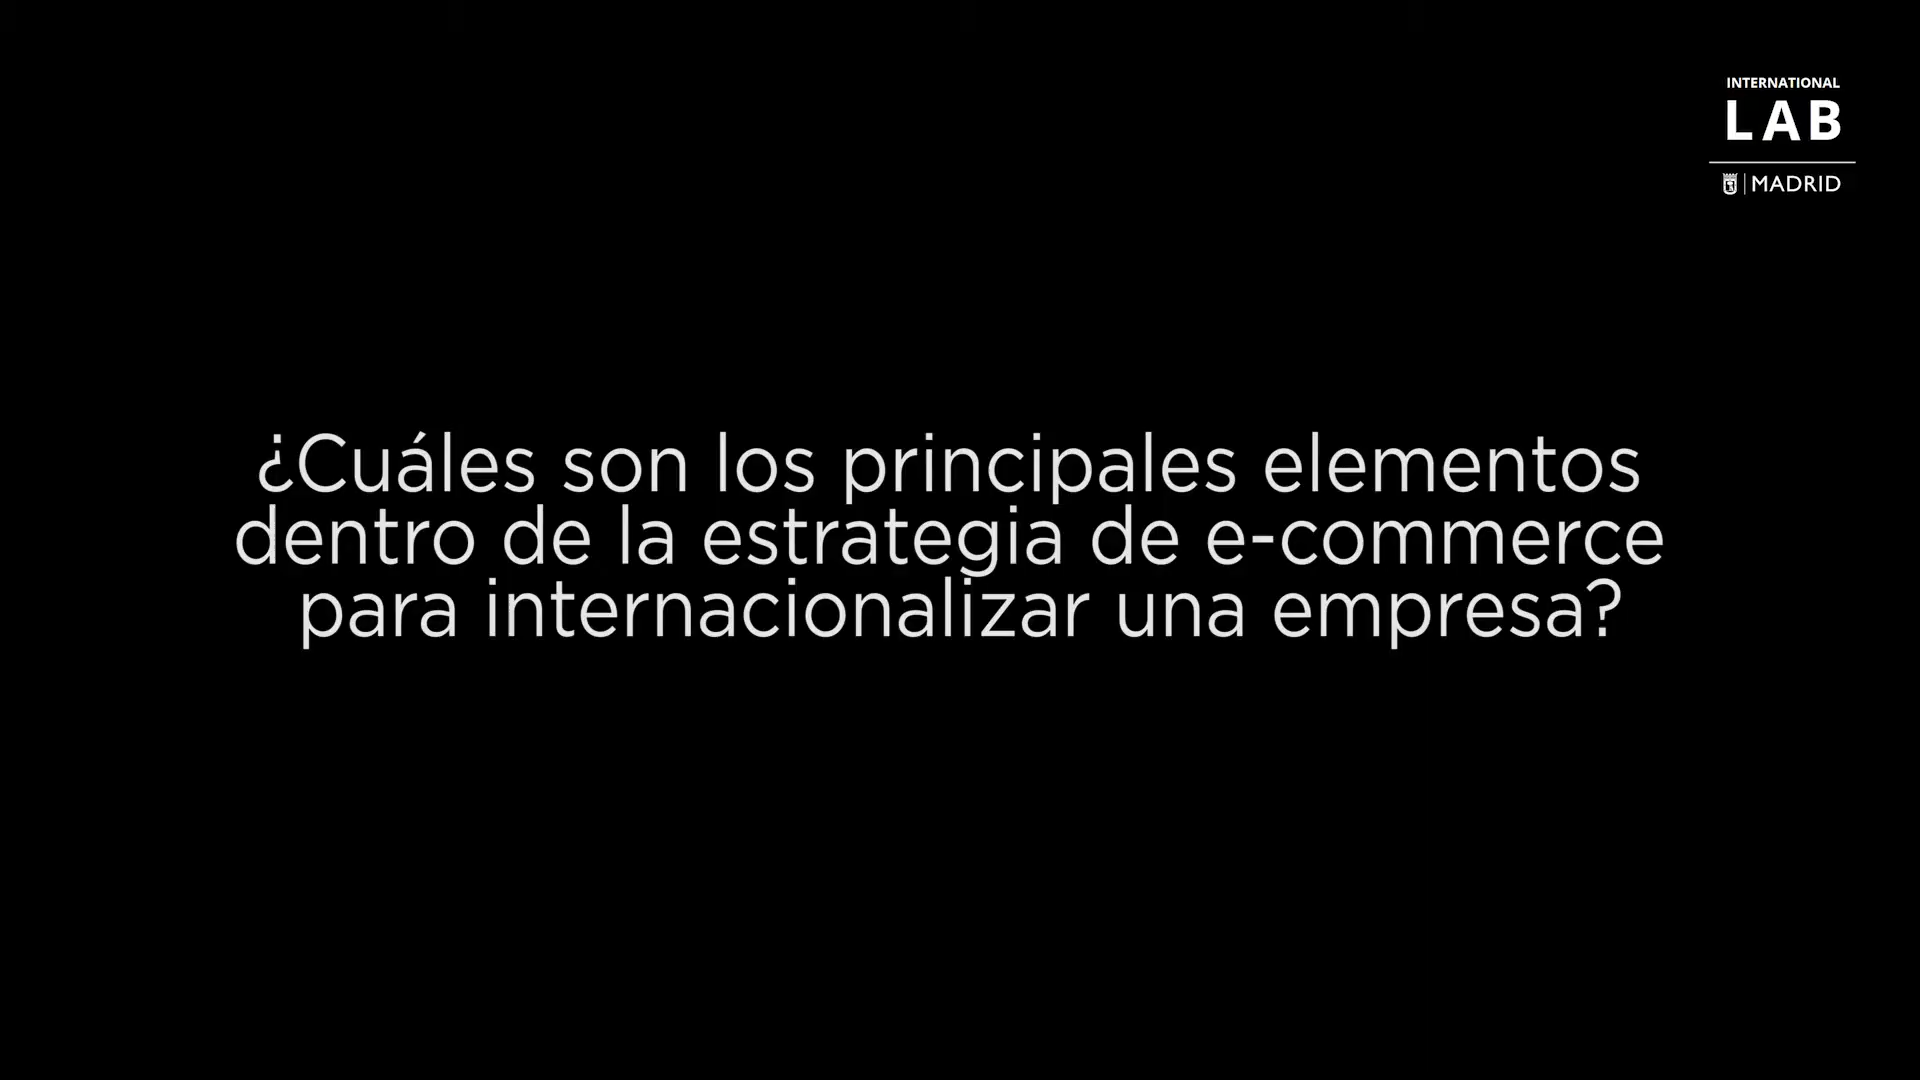 INTERNATIONAL
LAB
MADRID
¿Cuáles son los principales elementos
dentro de la estrategia de e-commerce
para internacionalizar una empresa?